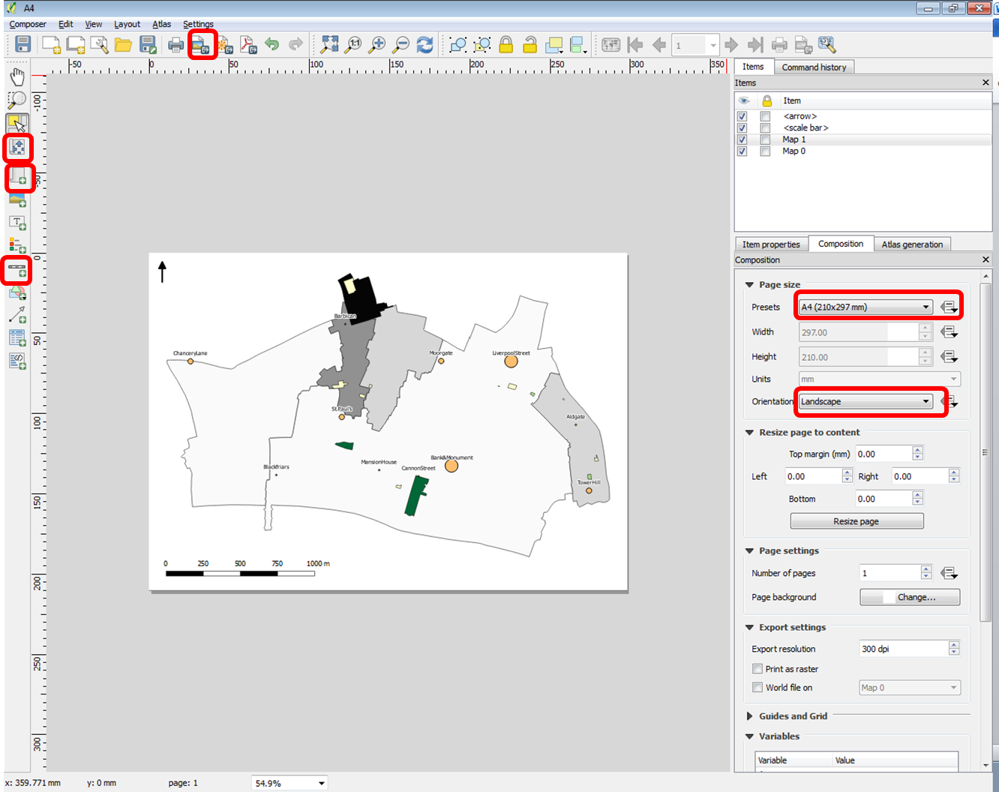 A4
Composer Edit View Layout Atlas Settings
1:1
1
-50 0 50 100 150 200 250 300 350
-100
-50
0
50
100
150
200
250
300
Items Command history
Items
Item
<arrow>
<scale bar>
Map 1
Map 0
Item properties Composition Atlas generation
Composition
Page size
Presets A4 (210x297 mm)
Width 297.00
Height 210.00
Units mm
Orientation Landscape
Resize page to content
Top margin (mm) 0.00
Left 0.00 Right 0.00
Bottom 0.00
Resize page
Page settings
Number of pages 1
Page background Change...
Export settings
Export resolution 300 dpi
Print as raster
World file on Map 0
Guides and Grid
Variables
Variable Value
Barbican
ChanceryLane
Moorgate
LiverpoolStreet
St.Paul's
Aldgate
MansionHouse
Bank&Monument
CannonStreet
Blackfriars
TowerHill
0 250 500 750 1000 m
x: 359.771 mm y: 0 mm page: 1 54.9%